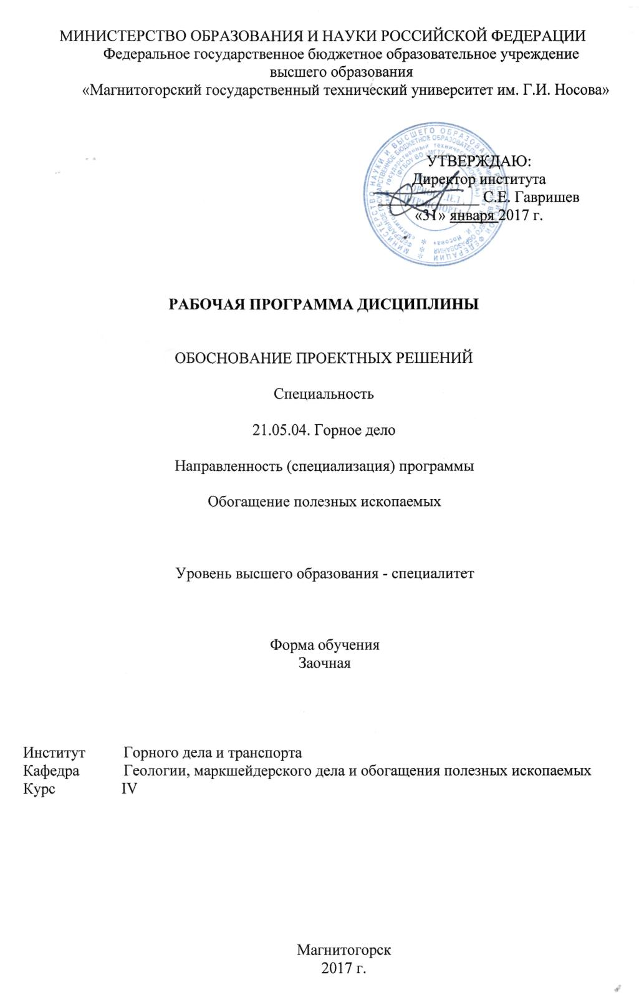 МИНИСТЕРСТВО ОБРАЗОВАНИЯ И НАУКИ РОССИЙСКОЙ ФЕДЕРАЦИИ
Федеральное государственное бюджетное образовательное учреждение
высшего образования
«Магнитогорский государственный технический университет им. Г.И. Носова»
УТВЕРЖДАЮ:
Директор института
С.Е. Гавришев
«31» января 2017 г.
РАБОЧАЯ ПРОГРАММА ДИСЦИПЛИНЫ
ОБОСНОВАНИЕ ПРОЕКТНЫХ РЕШЕНИЙ
Специальность
21.05.04. Горное дело
Направленность (специализация) программы
Обогащение полезных ископаемых
Уровень высшего образования - специалитет
Форма обучения
Заочная
Институт Горного дела и транспорта
Кафедра Геологии, маркшейдерского дела и обогащения полезных ископаемых
Курс IV
Магнитогорск
2017 г.